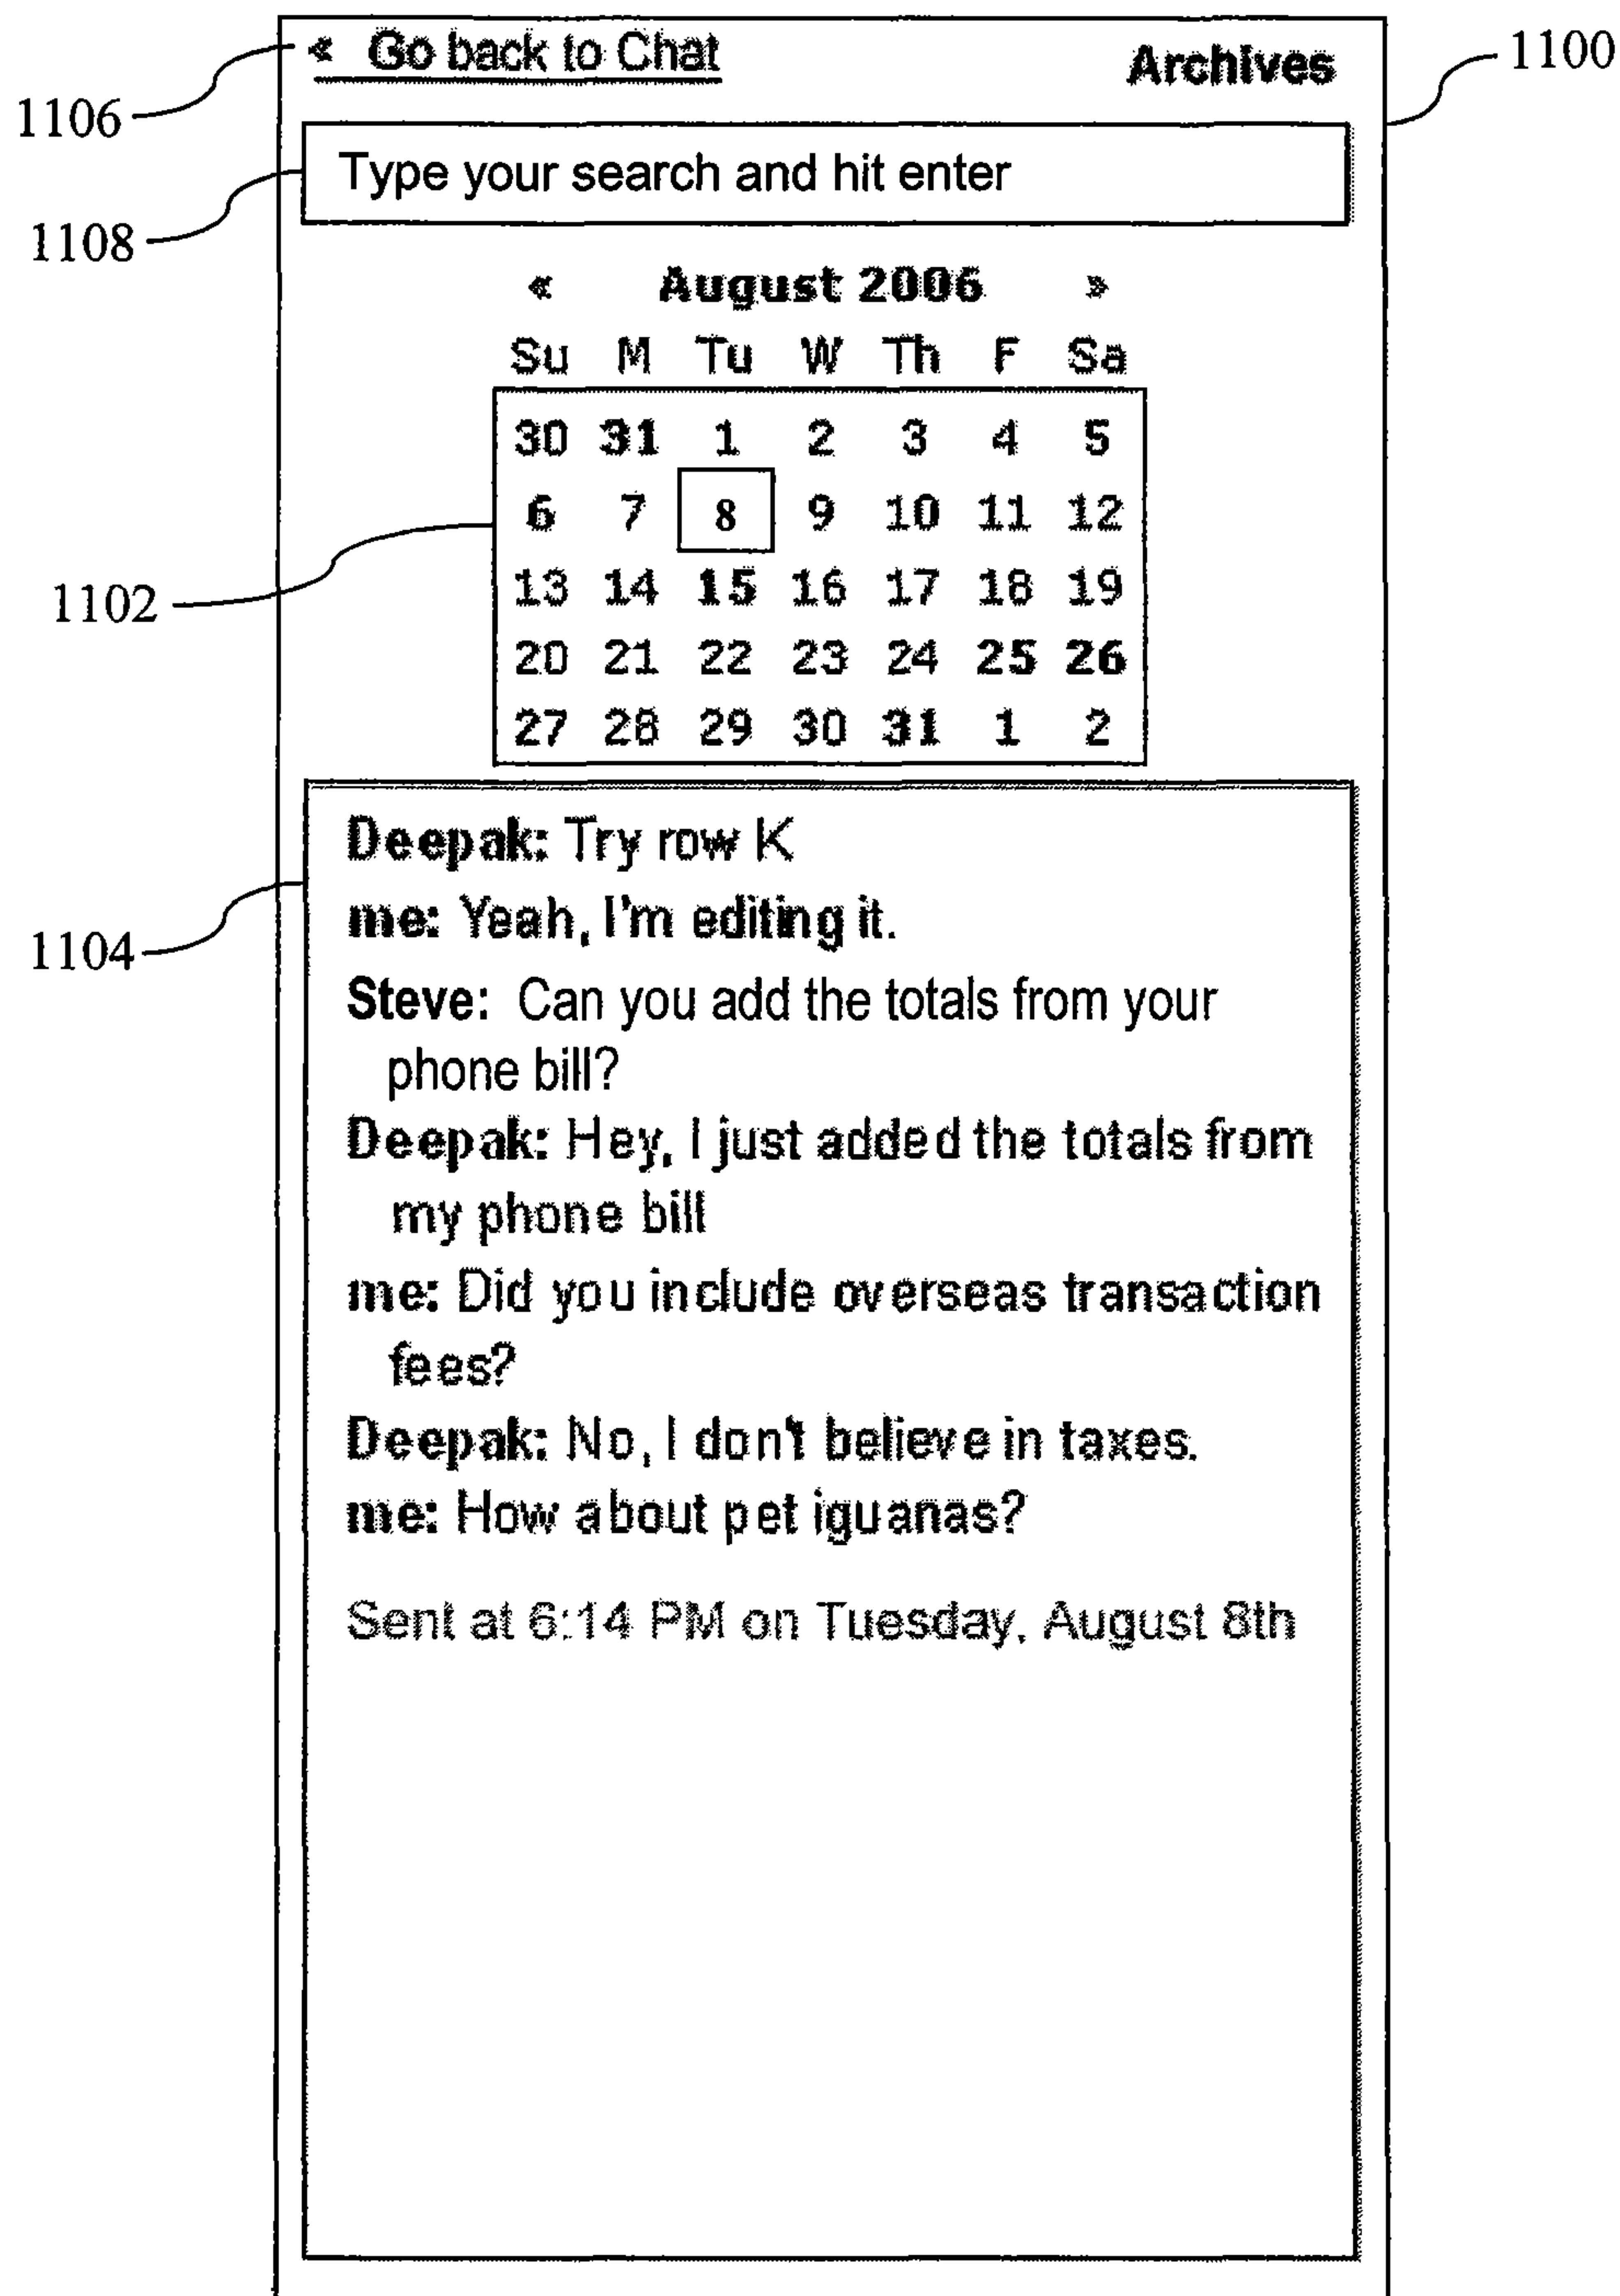 « Go back to Chat
Archives
1100
1106
Type your search and hit enter
1108
« August 2006 »
Su M Tu W Th F Sa
30 31 1 2 3 4 5
6 7 8 9 10 11 12
13 14 15 16 17 18 19
20 21 22 23 24 25 26
27 28 29 30 31 1 2
1102
Deepak: Try row K
me: Yeah, I'm editing it.
1104
Steve: Can you add the totals from your
phone bill?
Deepak: Hey, I just added the totals from
my phone bill
me: Did you include overseas transaction
fees?
Deepak: No, I don't believe in taxes.
me: How about pet iguanas?
Sent at 6:14 PM on Tuesday, August 8th